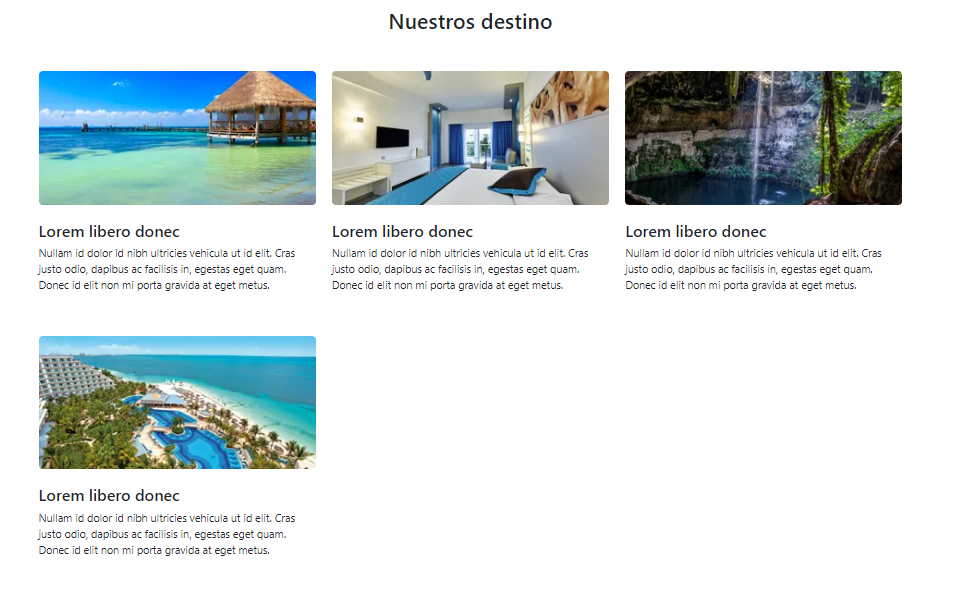 Nuestros destino
Lorem libero donec
Nullam id dolor id nibh ultricies vehicula ut id elit. Cras
justo odio, dapibus ac facilisis in, egestas eget quam.
Donec id elit non mi porta gravida at eget metus.
Lorem libero donec
Nullam id dolor id nibh ultricies vehicula ut id elit. Cras
justo odio, dapibus ac facilisis in, egestas eget quam.
Donec id elit non mi porta gravida at eget metus.
Lorem libero donec
Nullam id dolor id nibh ultricies vehicula ut id elit. Cras
justo odio, dapibus ac facilisis in, egestas eget quam.
Donec id elit non mi porta gravida at eget metus.
Lorem libero donec
Nullam id dolor id nibh ultricies vehicula ut id elit. Cras
justo odio, dapibus ac facilisis in, egestas eget quam.
Donec id elit non mi porta gravida at eget metus.